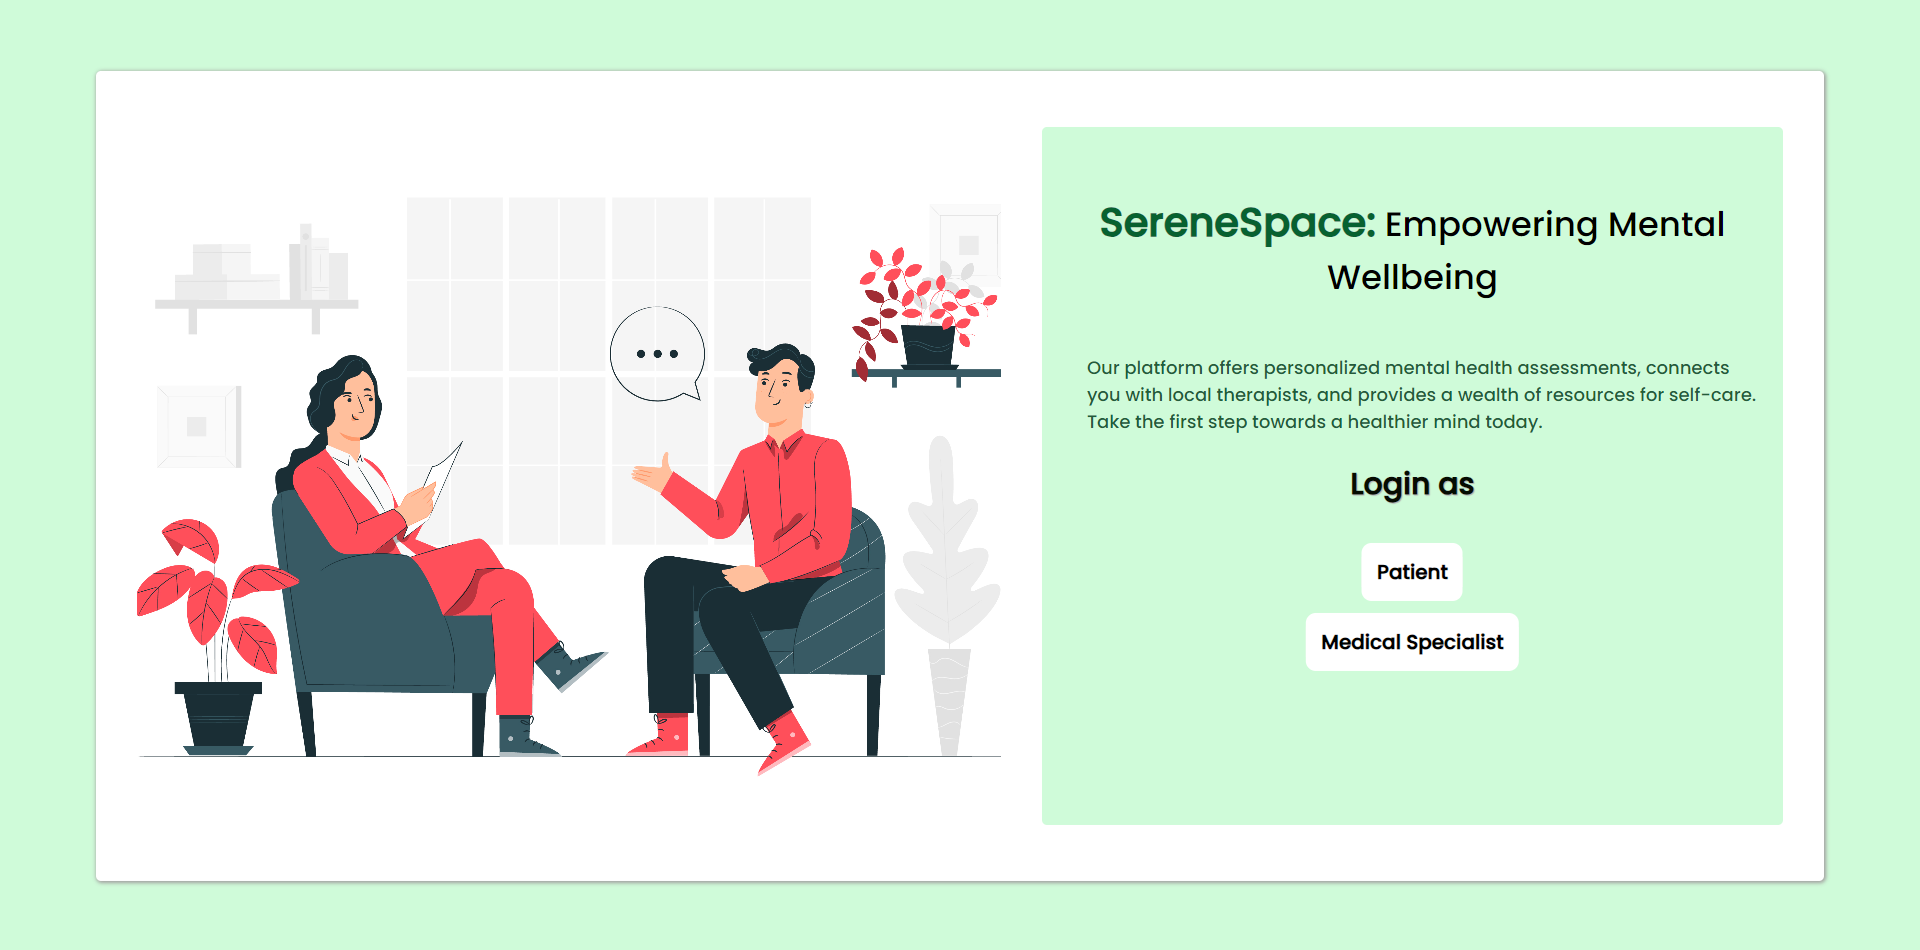 SereneSpace: Empowering Mental
Wellbeing
Our platform offers personalized mental health assessments, connects
you with local therapists, and provides a wealth of resources for self-care.
Take the first step towards a healthier mind today.
Login as
Patient
Medical Specialist